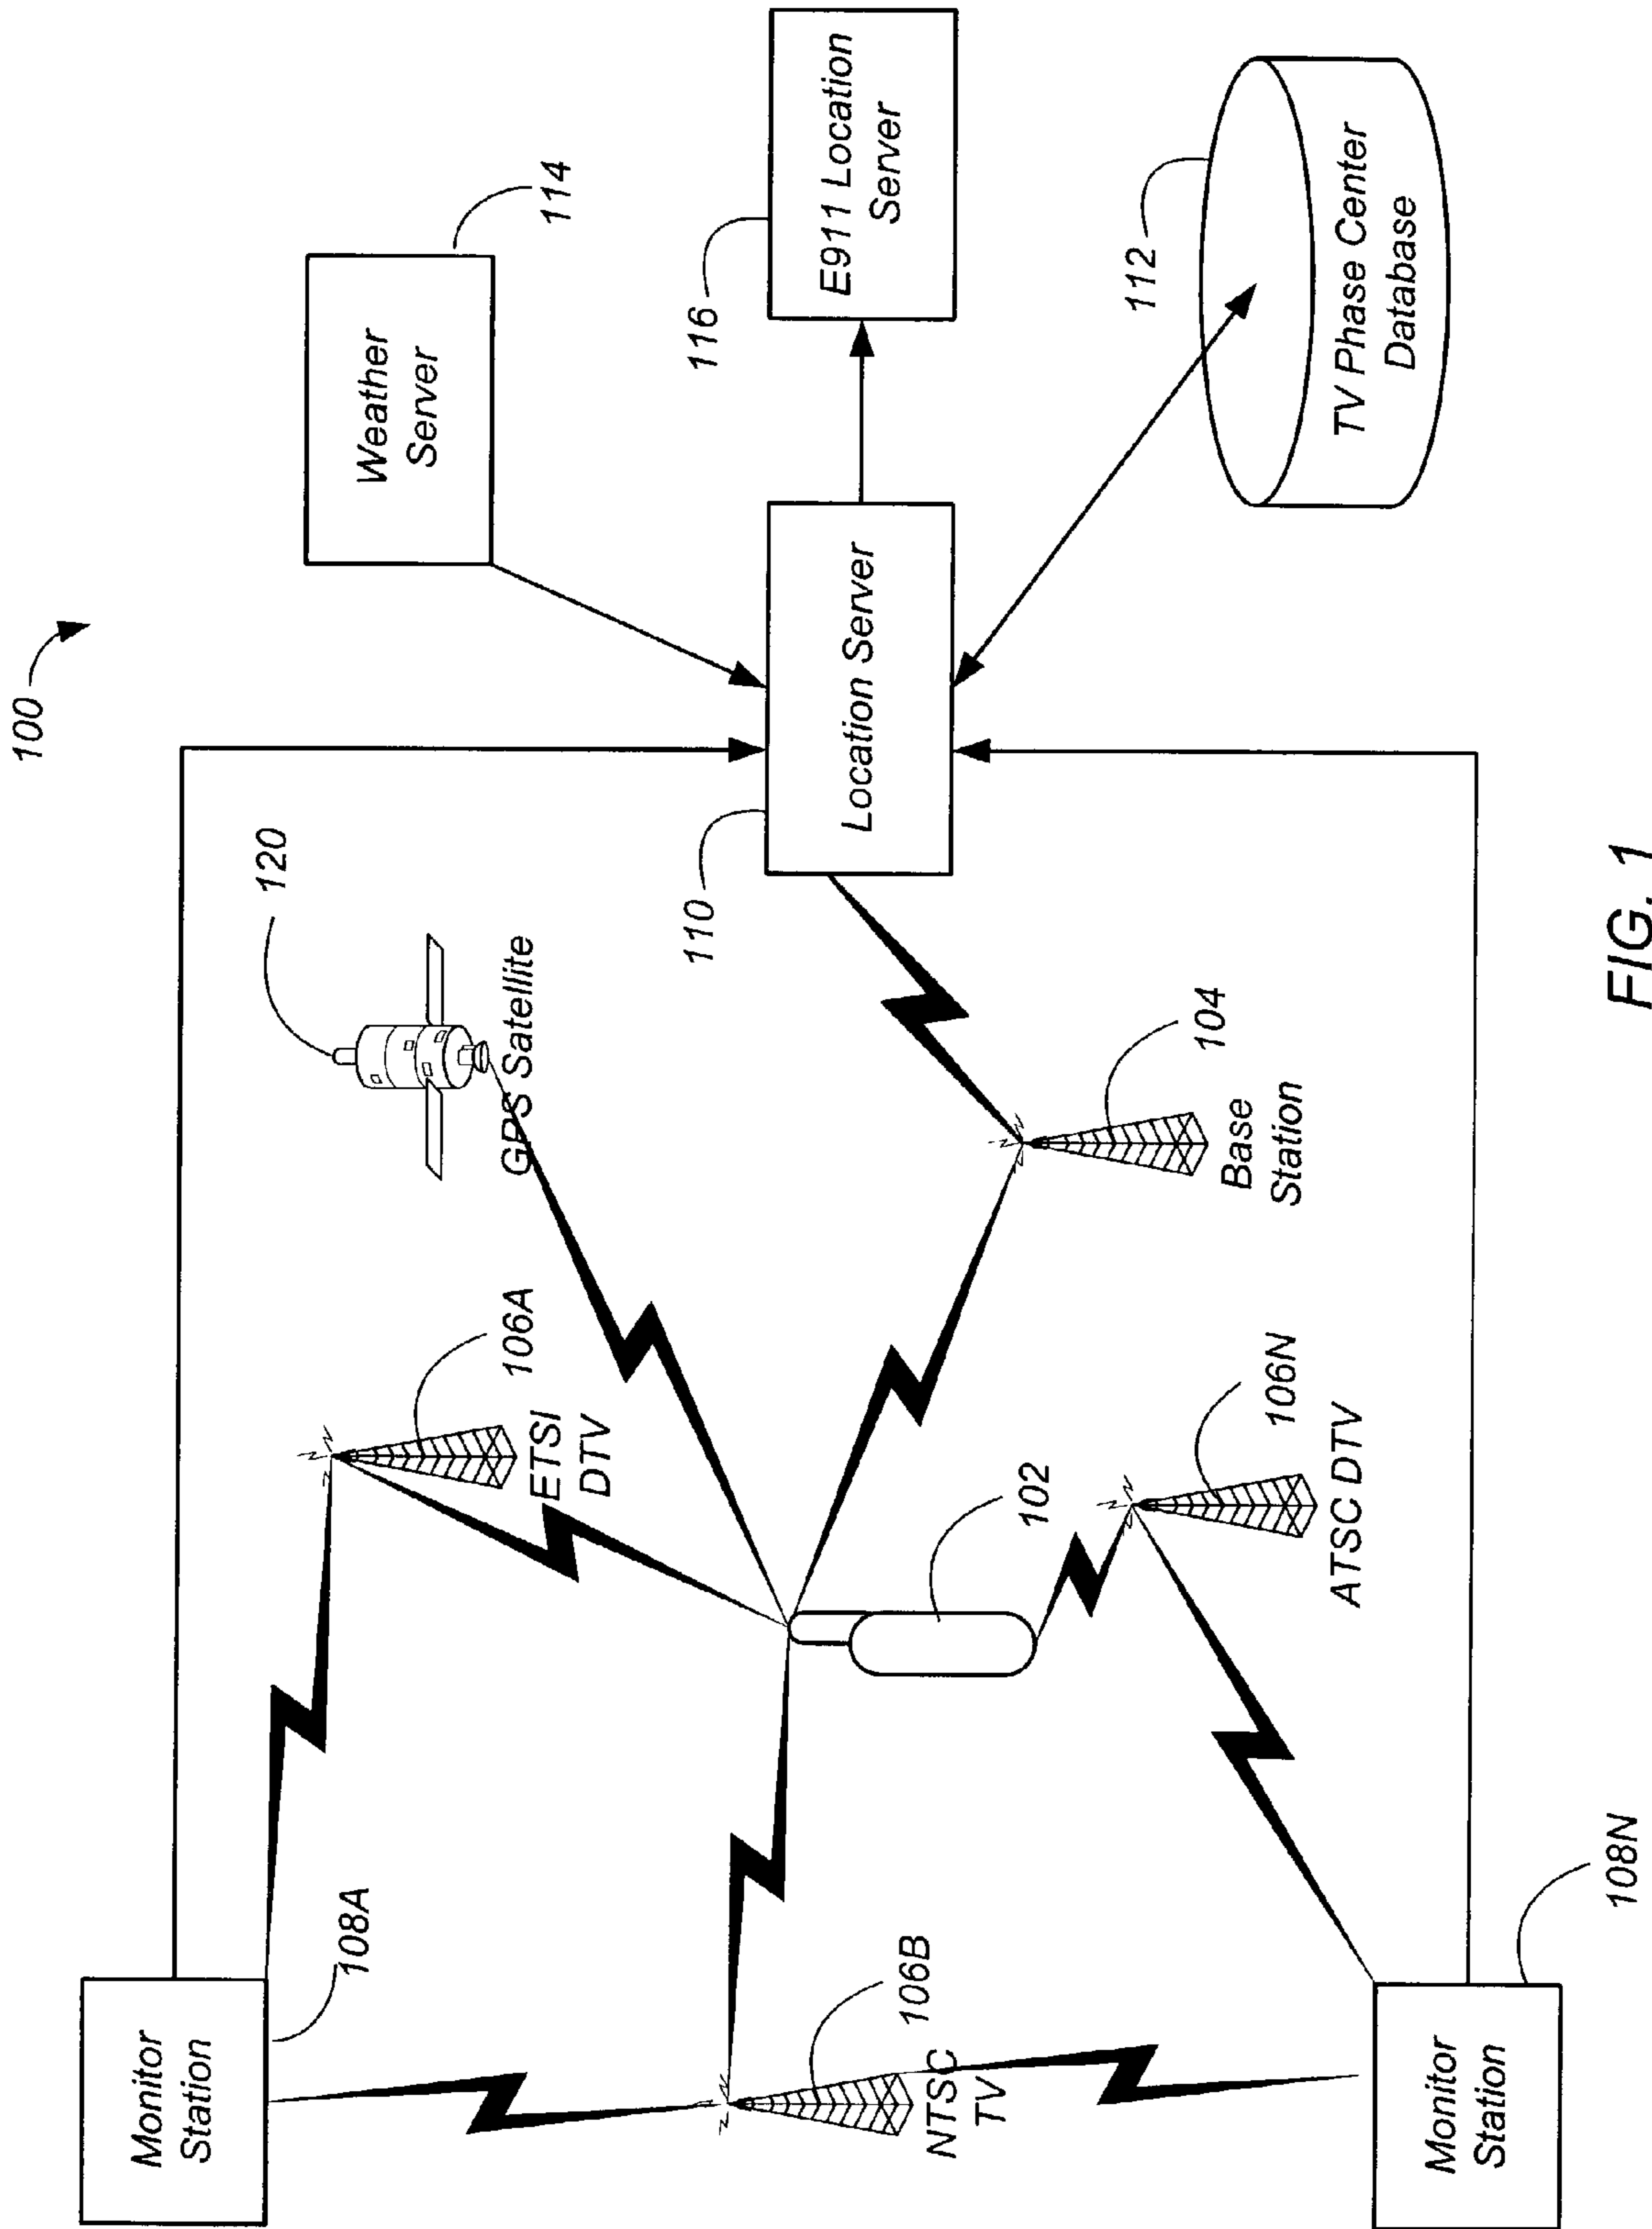 100
Monitor
Station
108A
120
GPS Satellite
Weather
Server
114
106A
ETSI
DTV
NTSC
TV
106B
102
110
Location Server
116
E911 Location
Server
104
Base
Station
106N
ATSC DTV
112
TV Phase Center
Database
Monitor
Station
108N
FIG. 1